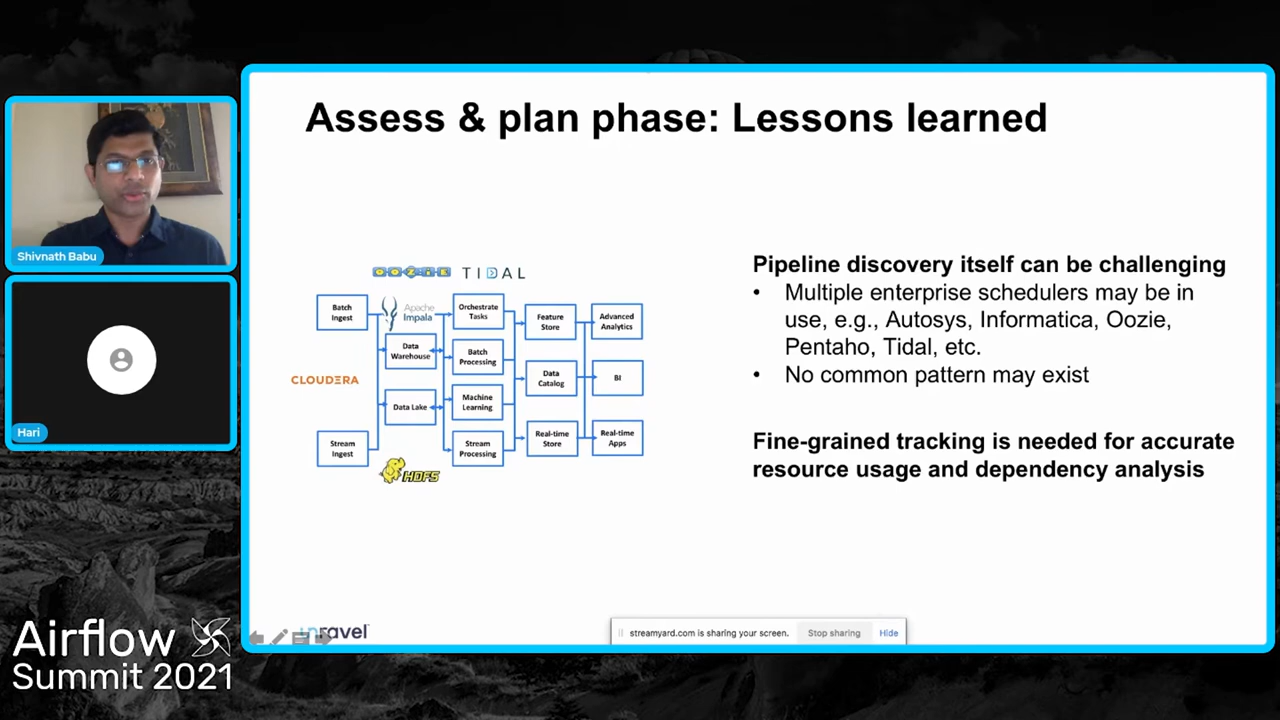 Assess & plan phase: Lessons learned
Shivnath Babu
Hari
OOZIE TIDAL
Batch
Ingest
Apache
Impala
Orchestrate
Tasks
Feature
Store
Advanced
Analytics
Data
Warehouse
Batch
Processing
CLOUDERA
Data
Catalog
BI
Data Lake
Machine
Learning
Stream
Ingest
Stream
Processing
Real-time
Store
Real-time
Apps
HDFS
Pipeline discovery itself can be challenging
• Multiple enterprise schedulers may be in
use, e.g., Autosys, Informatica, Oozie,
Pentaho, Tidal, etc.
• No common pattern may exist
Fine-grained tracking is needed for accurate
resource usage and dependency analysis
unravel
streamyard.com is sharing your screen. Stop sharing Hide
Airflow
Summit 2021